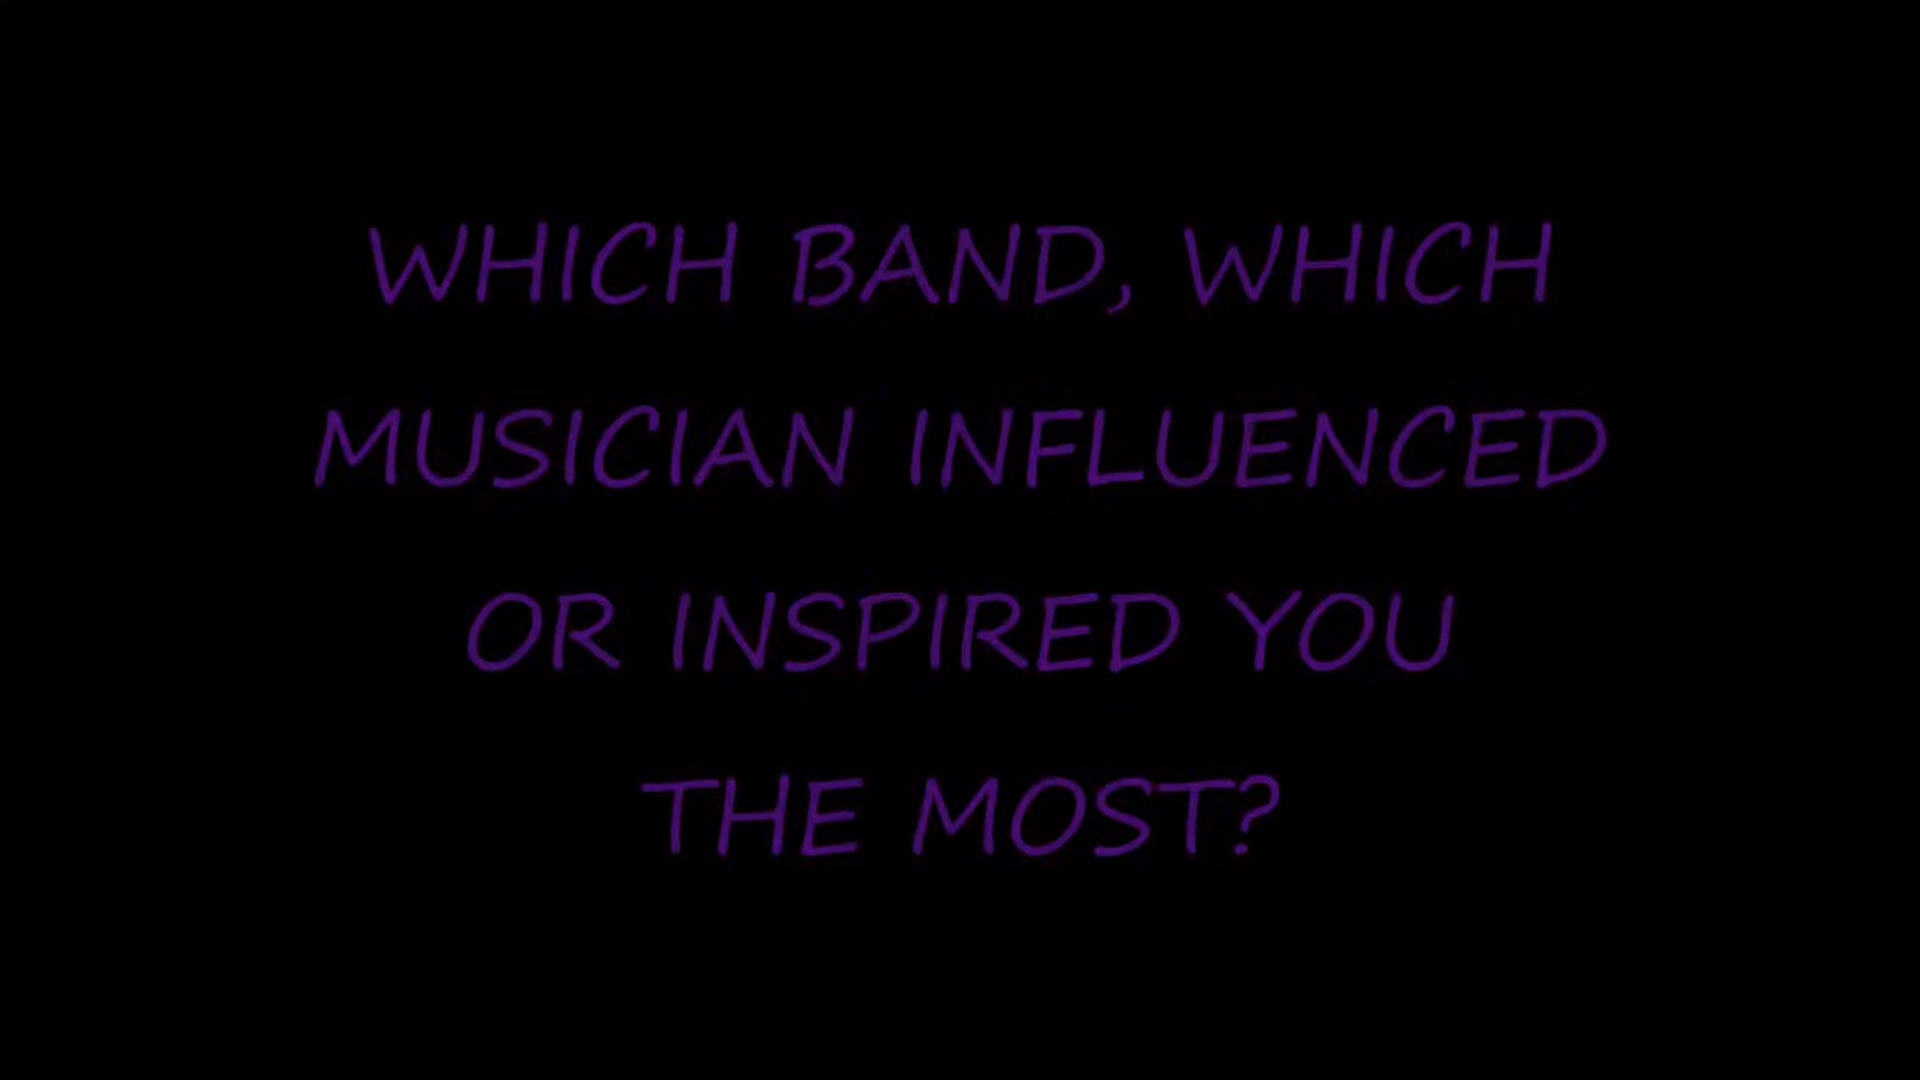 WHICH BAND, WHICH
MUSICIAN INFLUENCED
OR INSPIRED YOU
THE MOST?